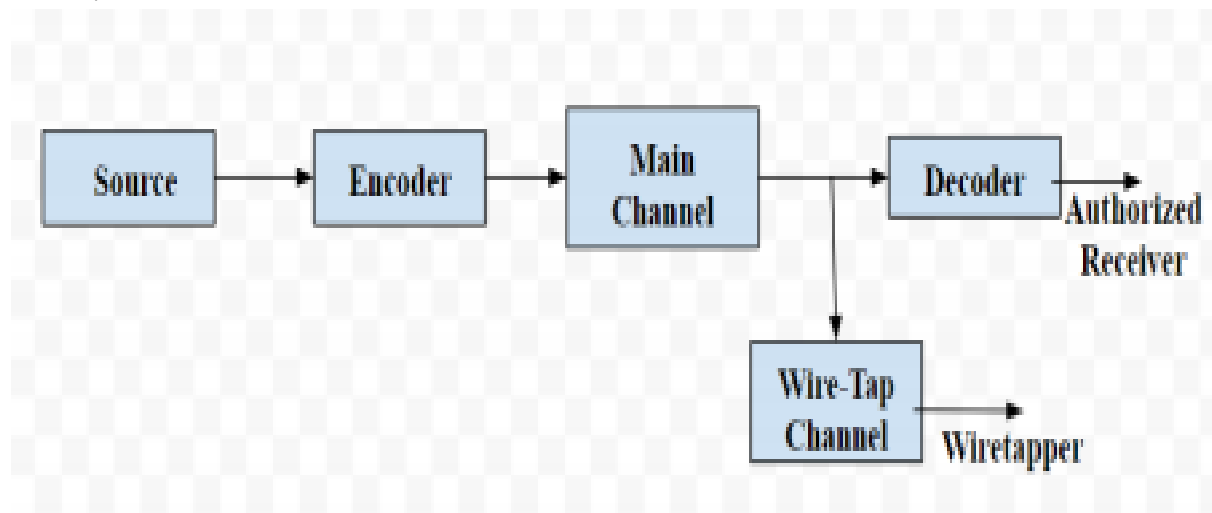 Source
Encoder
Main
Channel
Decoder
Authorized
Receiver
Wire-Tap
Channel
Wiretapper